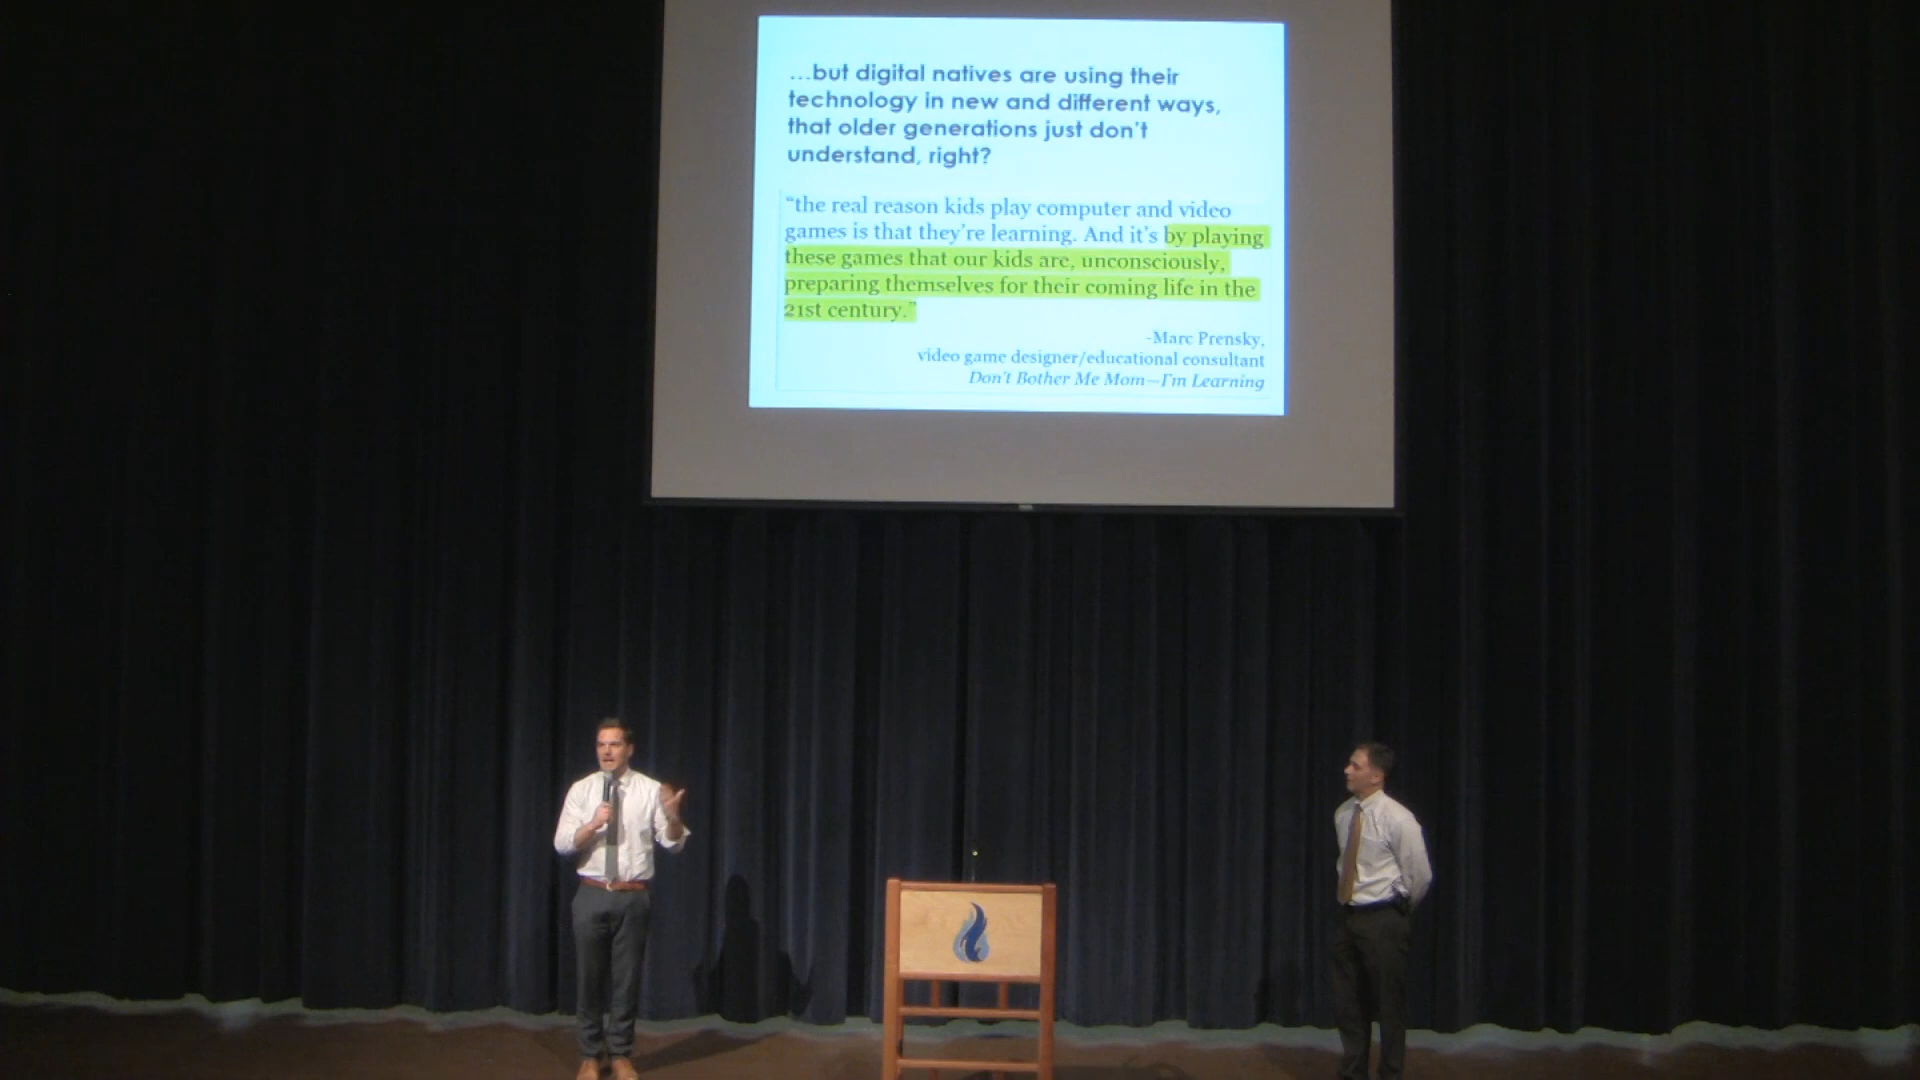 ...but digital natives are using their
technology in new and different ways,
that older generations just don't
understand, right?
“the real reason kids play computer and video
games is that they’re learning. And it’s by playing
these games that our kids are, unconsciously,
preparing themselves for their coming life in the
21st century.”
-Marc Prensky,
video game designer/educational consultant
Don't Bother Me Mom—I'm Learning